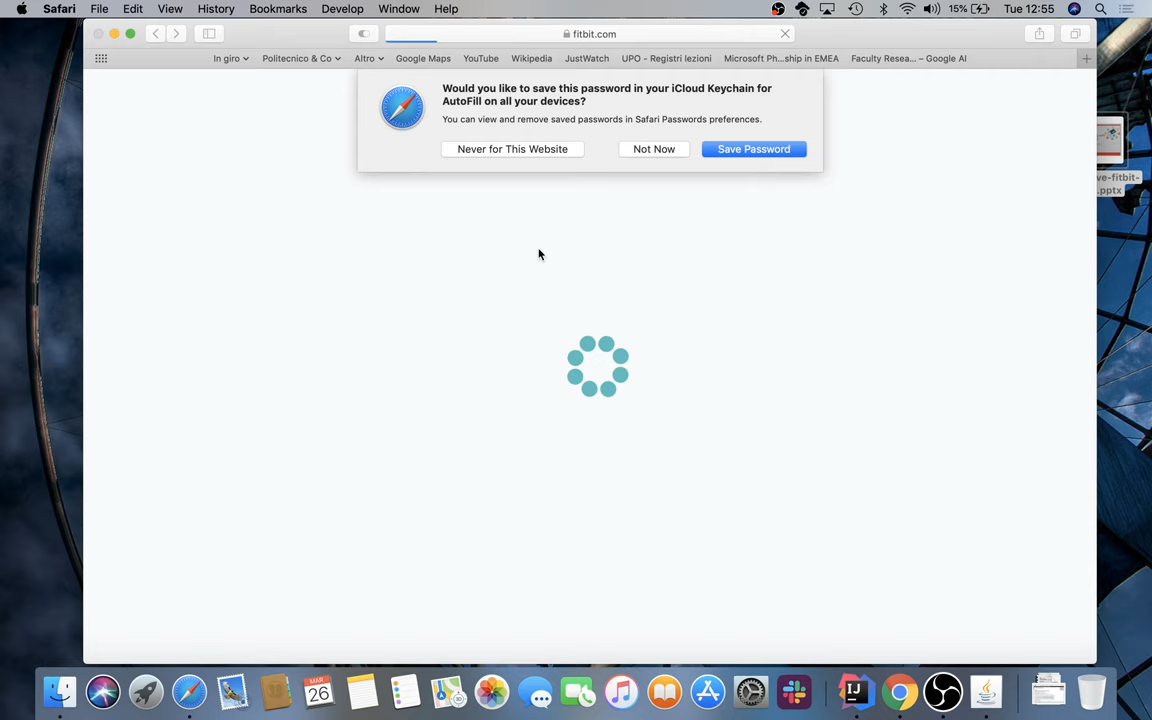 Safari File Edit View History Bookmarks Develop Window Help 15% Tue 12:55
fitbit.com
In giro Politecnico & Co Altro Google Maps YouTube Wikipedia JustWatch UPO - Registri lezioni Microsoft Ph...ship in EMEA Faculty Resea... – Google AI
Would you like to save this password in your iCloud Keychain for
AutoFill on all your devices?
You can view and remove saved passwords in Safari Passwords preferences.
Never for This Website Not Now Save Password
ve-fitbit-
.pptx
MAR
26